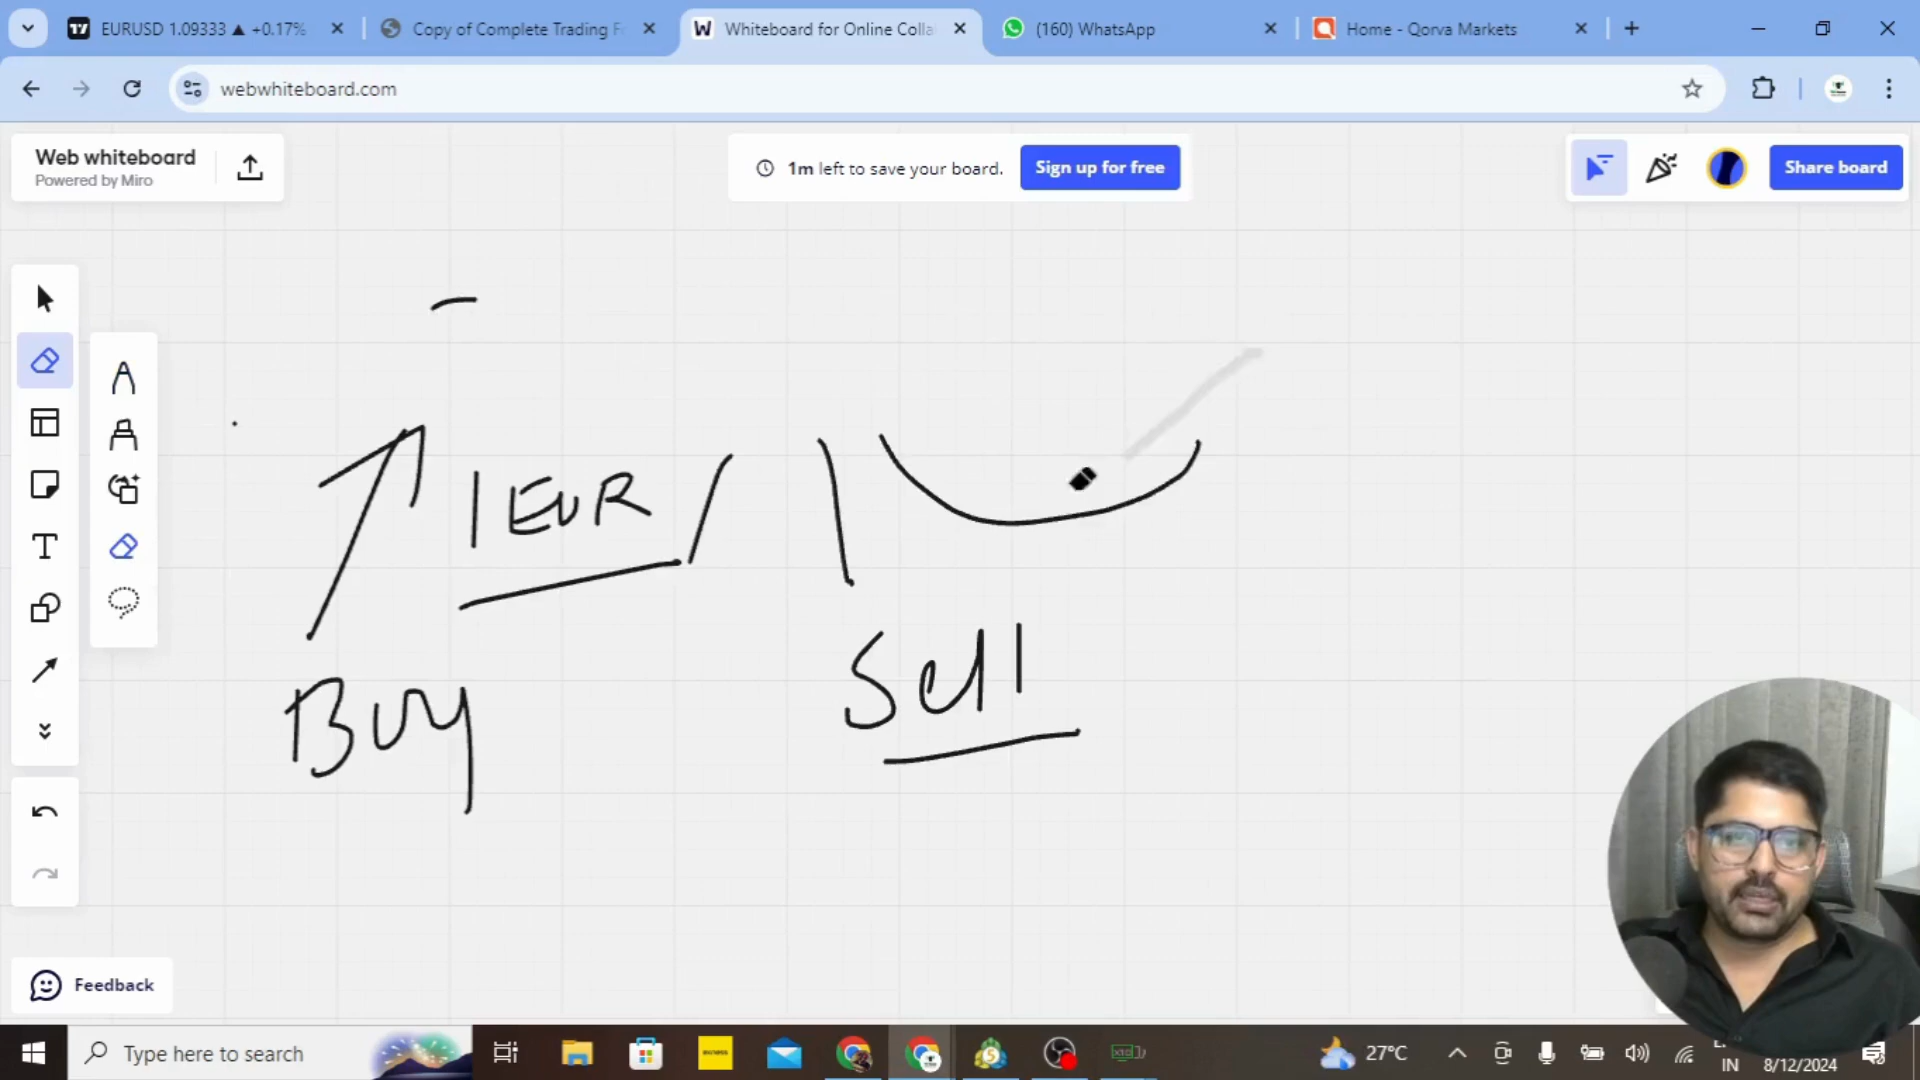 EURUSD 1.09333 ▲ +0.17%
Copy of Complete Trading F
Whiteboard for Online Colla
(160) WhatsApp
Home - Qorva Markets
webwhiteboard.com
Web whiteboard
Powered by Miro
1m left to save your board.
Sign up for free
Share board
1 EUR /
Buy
Sell
Feedback
Type here to search
27°C
IN
8/12/2024